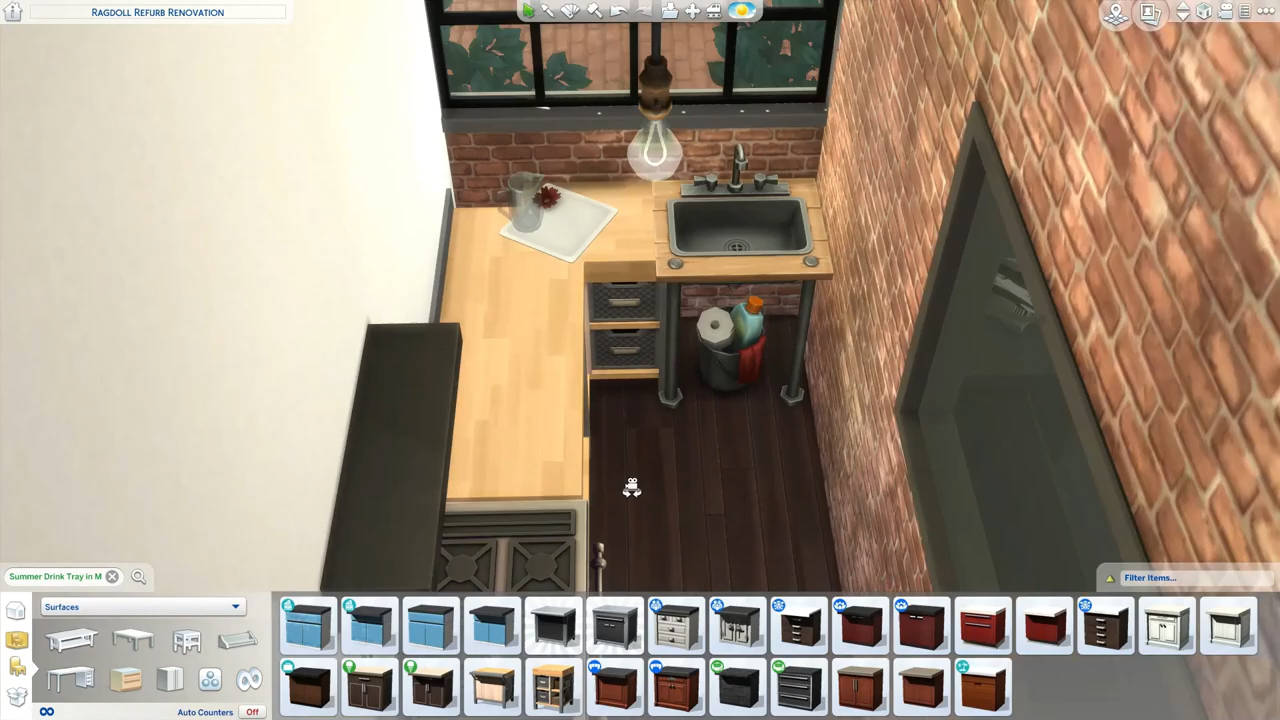 RAGDOLL REFURB RENOVATION
Summer Drink Tray in M
Filter Items...
Surfaces
Auto Counters
Off